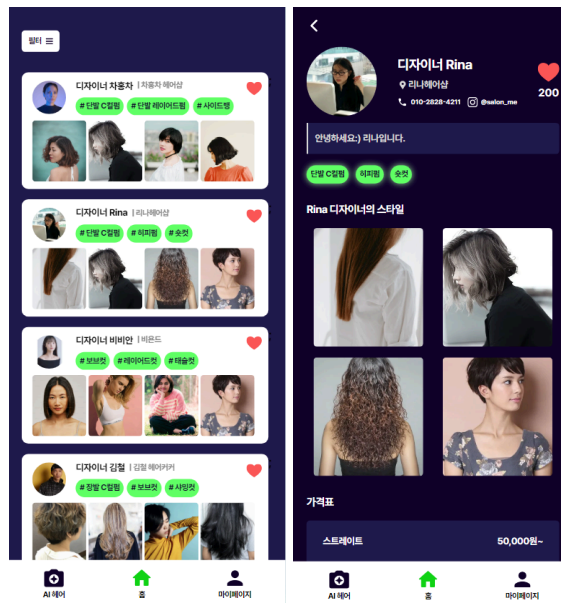 필터
디자이너 차홍차 | 차홍차 헤어샵
# 단발 C컬펌 # 단발 레이어드펌 # 사이드뱅
디자이너 Rina | 리나헤어샵
# 단발 C컬펌 # 히피펌 # 숏컷
디자이너 비비안 | 비욘드
# 보브컷 # 레이어드컷 # 태슬컷
디자이너 김철 | 김철 헤어커커
# 장발 C컬펌 # 보브컷 # 샤밍컷
AI 헤어
홈
마이페이지
디자이너 Rina
리나헤어샵
010-2828-4211 @salon_me
200
안녕하세요:) 리나입니다.
단발 C컬펌 히피펌 숏컷
Rina 디자이너의 스타일
가격표
스트레이트 50,000원~
AI 헤어
홈
마이페이지